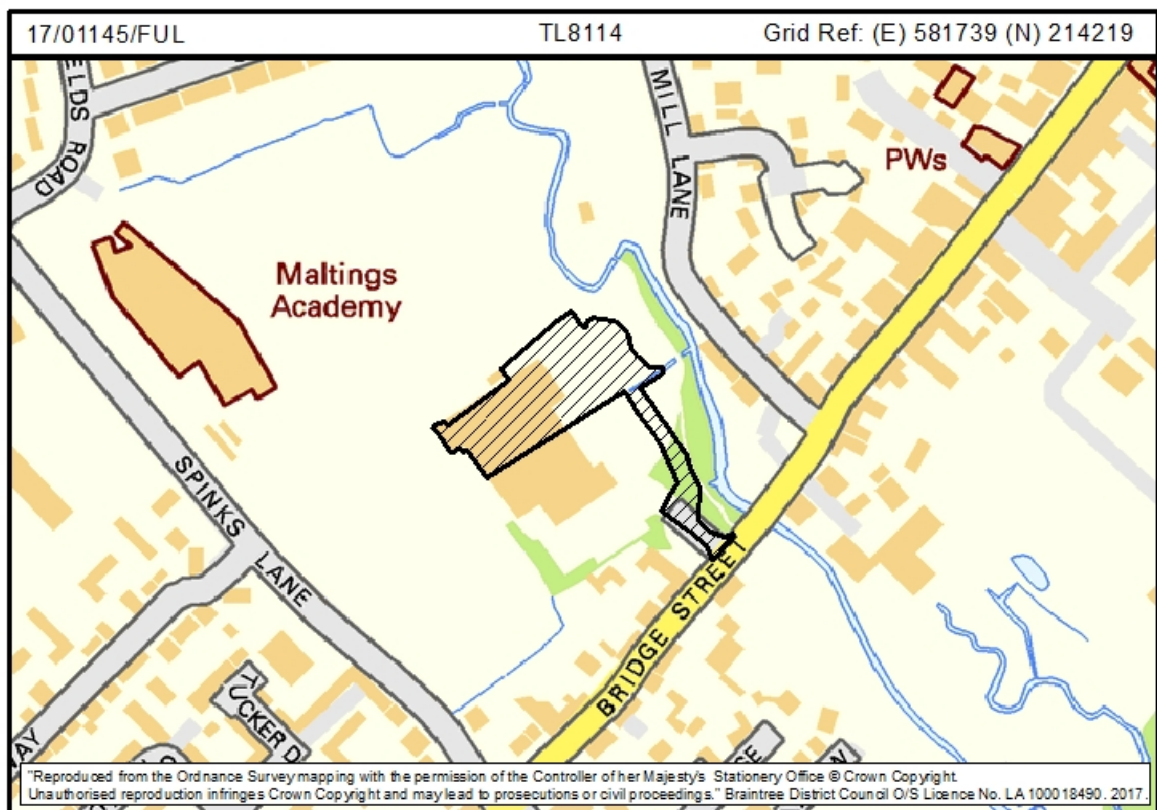 17/01145/FUL TL8114 Grid Ref: (E) 581739 (N) 214219
ELDS ROAD
MILL LANE
PWs
Maltings
Academy
SPINKS LANE
BRIDGE STREET
TUCKER D
AY
"Reproduced from the Ordnance Survey mapping with the permission of the Controller of her Majesty's Stationery Office © Crown Copyright.
Unauthorised reproduction infringes Crown Copyright and may lead to prosecutions or civil proceedings." Braintree District Council O/S Licence No. LA 100018490. 2017.